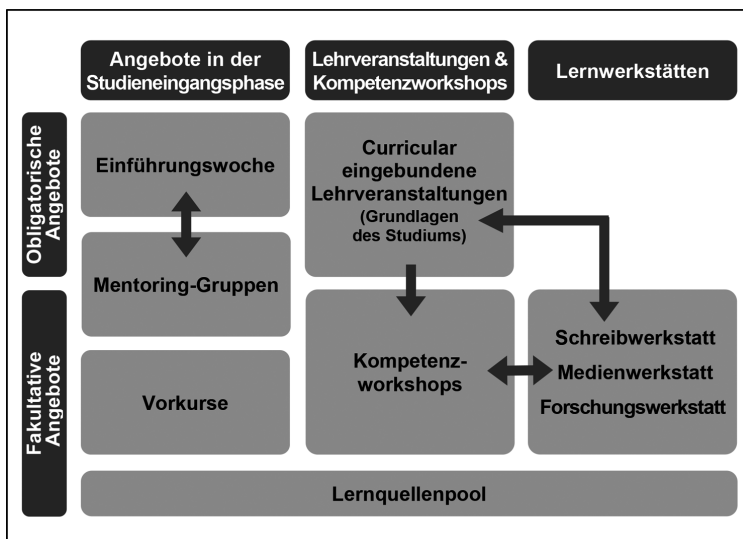 Angebote in der
Studieneingangsphase
Lehrveranstaltungen &
Kompetenzworkshops
Lernwerkstätten
Obligatorische
Angebote
Einführungswoche
Mentoring-Gruppen
Curricular
eingebundene
Lehrveranstaltungen
(Grundlagen
des Studiums)
Fakultative
Angebote
Vorkurse
Kompetenz-
workshops
Schreibwerkstatt
Medienwerkstatt
Forschungswerkstatt
Lernquellenpool